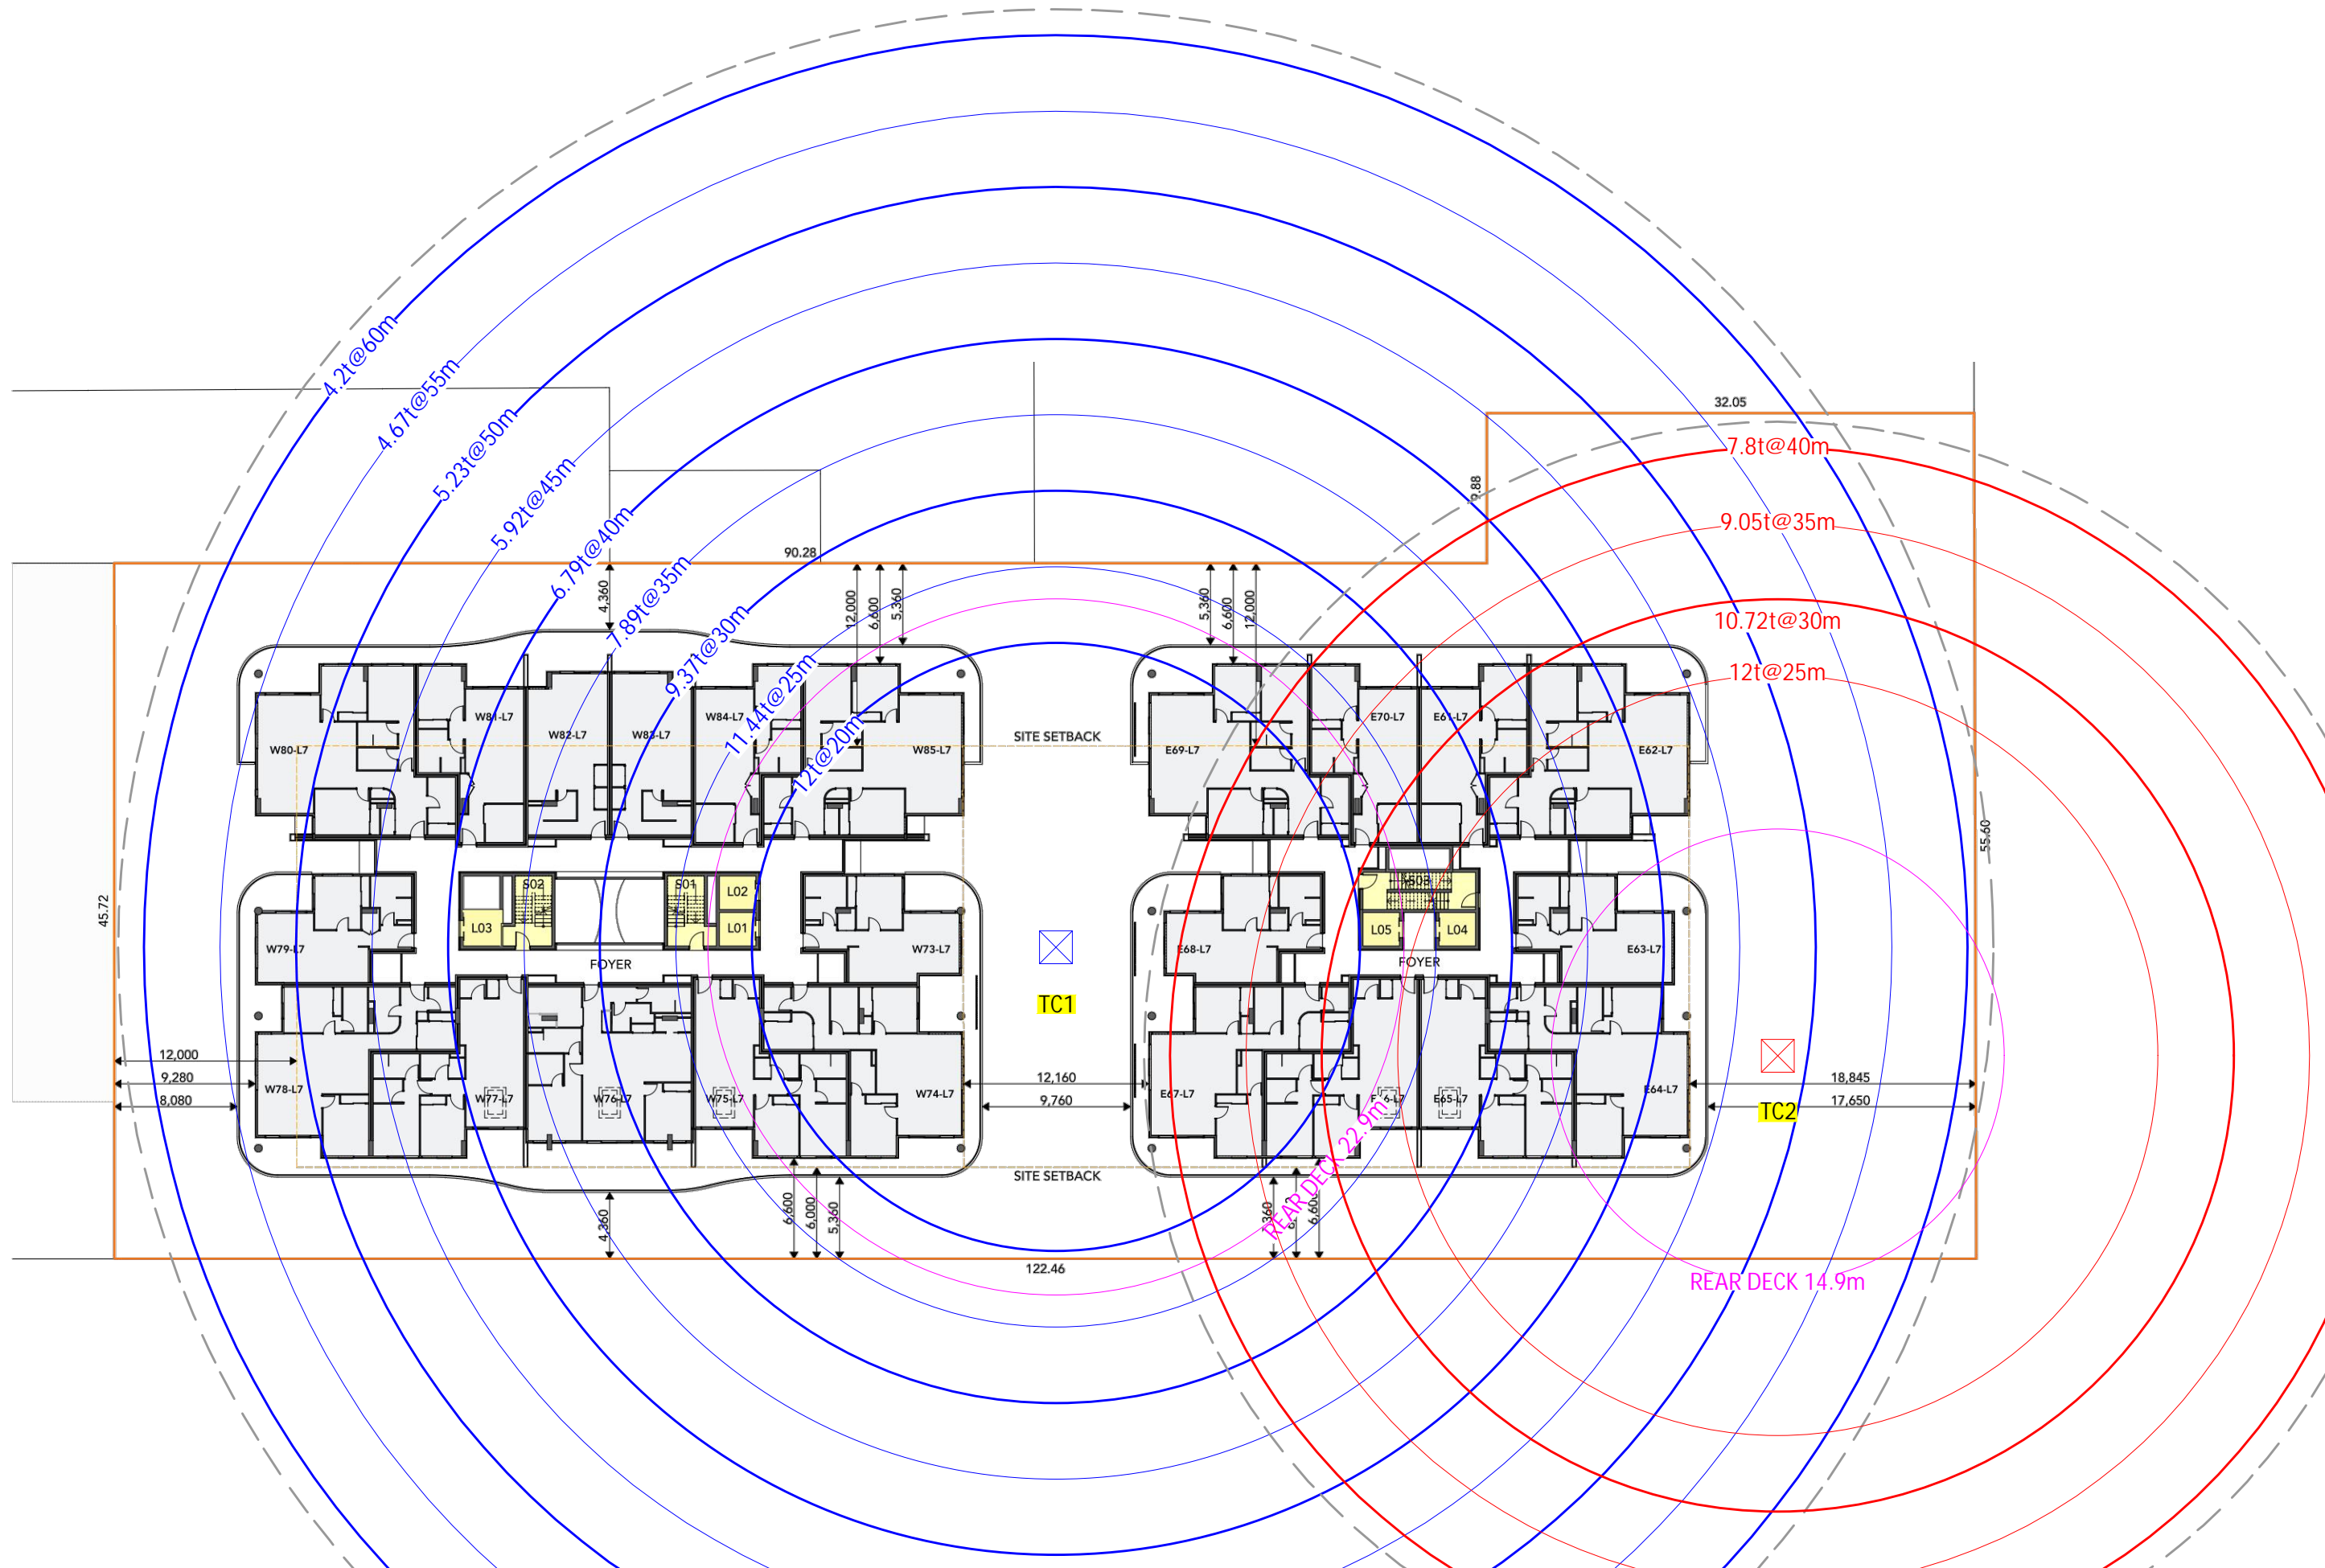 4.2t@60m
4.67t@55m
5.23t@50m
5.92t@45m
6.79t@40m
7.89t@35m
9.37t@30m
11.44t@25m
12t@20m
32.05
7.8t@40m
9.05t@35m
10.72t@30m
12t@25m
9.88
90.28
4,360
12,000
6,600
5,360
5,360
6,600
12,000
W80-L7
W81-L7
W82-L7
W83-L7
W84-L7
W85-L7
SITE SETBACK
E69-L7
E70-L7
E61-L7
E62-L7
55.60
45.72
S02
S01
L02
L03
L01
S03
L05
L04
W79-L7
FOYER
W73-L7
E68-L7
FOYER
E63-L7
TC1
12,000
9,280
8,080
W78-L7
W77-L7
W76-L7
W75-L7
W74-L7
12,160
9,760
E67-L7
E65-L7
E64-L7
18,845
17,650
TC2
REAR DECK 22.9m
SITE SETBACK
4,360
6,600
6,000
5,360
122.46
REAR DECK 14.9m